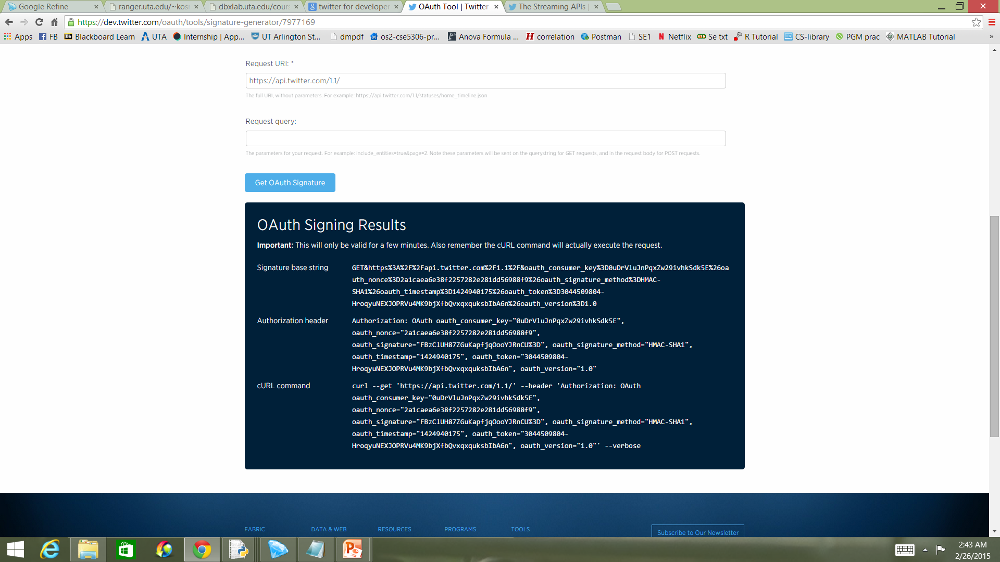 Google Refine
ranger.uta.edu/~kosm
dbxlab.uta.edu/cours
twitter for developer
OAuth Tool | Twitter
The Streaming APIs |
https://dev.twitter.com/oauth/tools/signature-generator/7977169
Apps FB Blackboard Learn UTA Internship | App... UT Arlington St... dmpdf os2-cse5306-pr... Anova Formula ... correlation Postman SE1 Netflix Se txt R Tutorial CS-library PGM prac MATLAB Tutorial »
Request URI: *
https://api.twitter.com/1.1/
The full URI, without parameters. For example: https://api.twitter.com/1.1/statuses/home_timeline.json
Request query:
The parameters for your request. For example: include_entities=true&page=2. Note these parameters will be sent on the querystring for GET requests, and in the request body for POST requests.
Get OAuth Signature
OAuth Signing Results
Important: This will only be valid for a few minutes. Also remember the cURL command will actually execute the request.
Signature base string
GET&https%3A%2F%2Fapi.twitter.com%2F1.1%2F&oauth_consumer_key%3D0uDrVluJnPqxZw29ivhkSdk5E%26oa
uth_nonce%3D2a1caea6e38f2257282e281dd56988f9%26oauth_signature_method%3DHMAC-
SHA1%26oauth_timestamp%3D1424940175%26oauth_token%3D3044509804-
HroqyuNEXJOPRVu4MK9bjXfbQvxqxquksbIbA6n%26oauth_version%3D1.0
Authorization header
Authorization: OAuth oauth_consumer_key="0uDrVluJnPqxZw29ivhkSdk5E",
oauth_nonce="2a1caea6e38f2257282e281dd56988f9",
oauth_signature="FBzClUH87ZGuKapfjqOooYJRnCU%3D", oauth_signature_method="HMAC-SHA1",
oauth_timestamp="1424940175", oauth_token="3044509804-
HroqyuNEXJOPRVu4MK9bjXfbQvxqxquksbIbA6n", oauth_version="1.0"
cURL command
curl --get 'https://api.twitter.com/1.1/' --header 'Authorization: OAuth
oauth_consumer_key="0uDrVluJnPqxZw29ivhkSdk5E",
oauth_nonce="2a1caea6e38f2257282e281dd56988f9",
oauth_signature="FBzClUH87ZGuKapfjqOooYJRnCU%3D", oauth_signature_method="HMAC-SHA1",
oauth_timestamp="1424940175", oauth_token="3044509804-
HroqyuNEXJOPRVu4MK9bjXfbQvxqxquksbIbA6n", oauth_version="1.0"' --verbose
FABRIC
DATA & WEB
RESOURCES
PROGRAMS
TOOLS
Subscribe to Our Newsletter
2:43 AM
2/26/2015